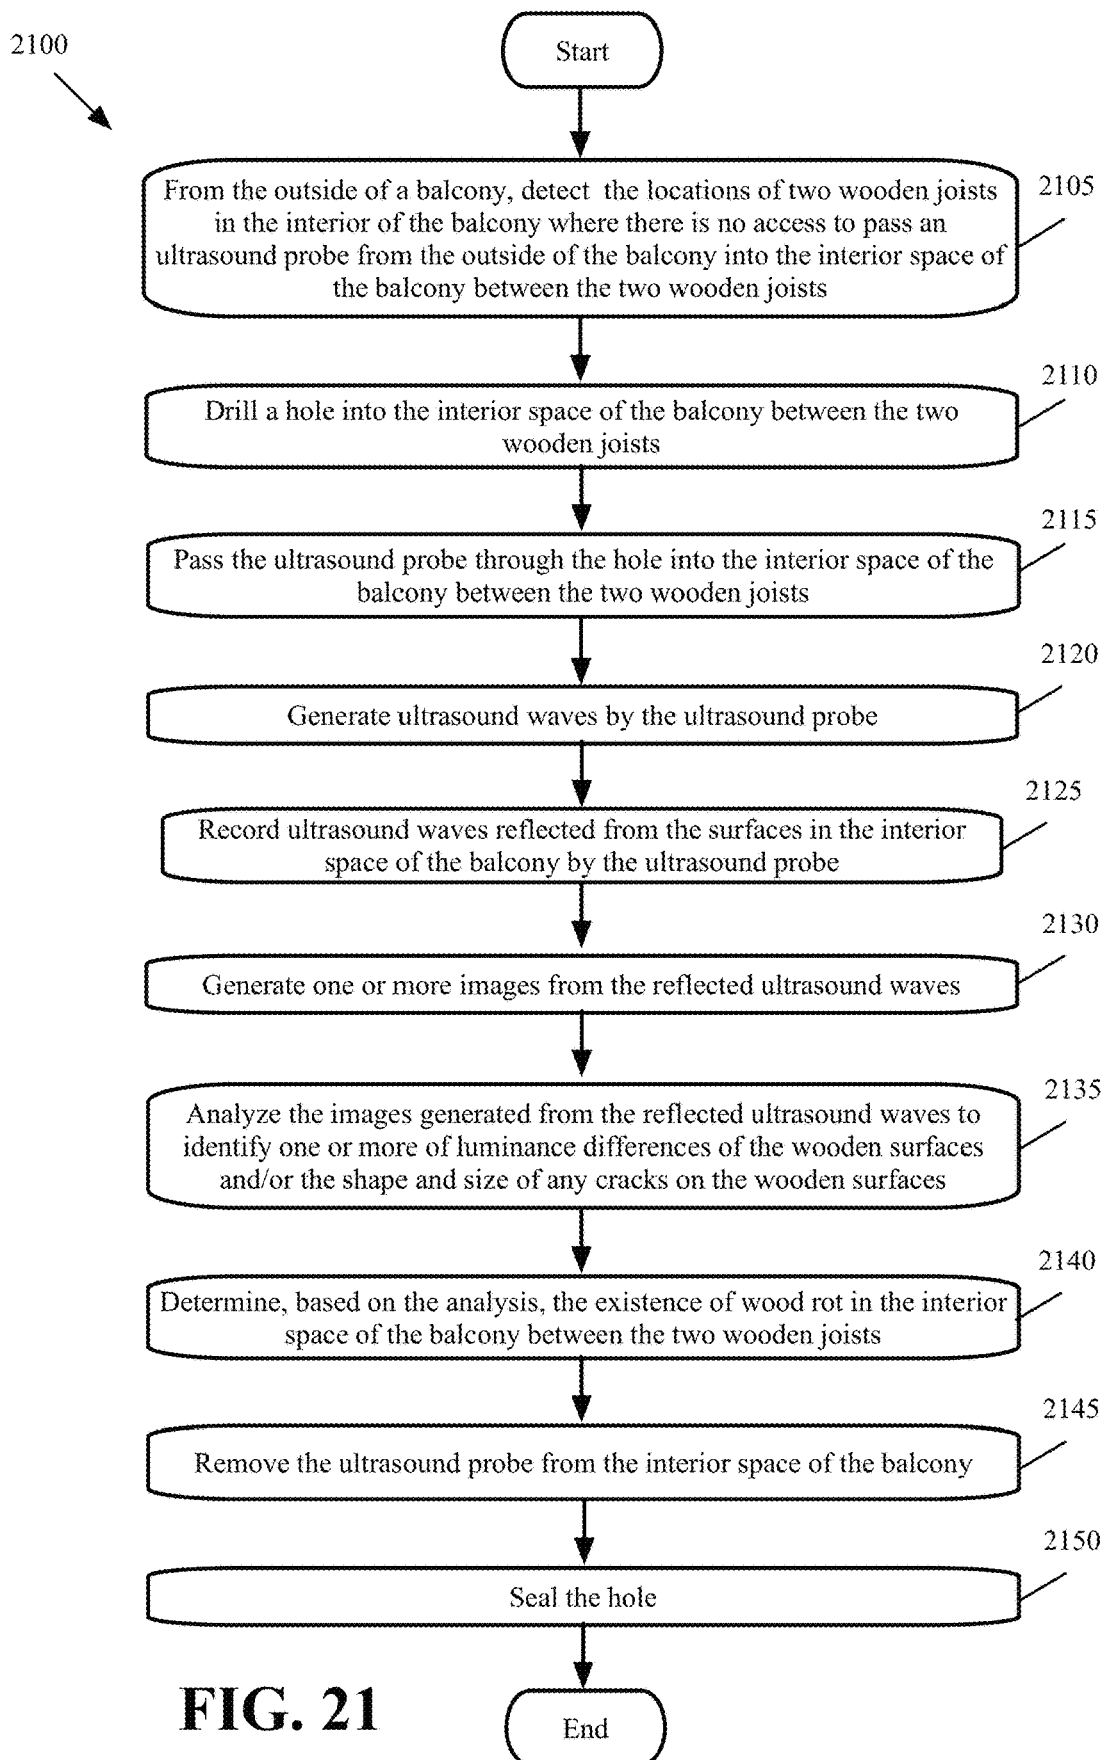 2100
Start
From the outside of a balcony, detect the locations of two wooden joists
in the interior of the balcony where there is no access to pass an
ultrasound probe from the outside of the balcony into the interior space of
the balcony between the two wooden joists
2105
Drill a hole into the interior space of the balcony between the two
wooden joists
2110
Pass the ultrasound probe through the hole into the interior space of the
balcony between the two wooden joists
2115
Generate ultrasound waves by the ultrasound probe
2120
Record ultrasound waves reflected from the surfaces in the interior
space of the balcony by the ultrasound probe
2125
Generate one or more images from the reflected ultrasound waves
2130
Analyze the images generated from the reflected ultrasound waves to
identify one or more of luminance differences of the wooden surfaces
and/or the shape and size of any cracks on the wooden surfaces
2135
Determine, based on the analysis, the existence of wood rot in the interior
space of the balcony between the two wooden joists
2140
Remove the ultrasound probe from the interior space of the balcony
2145
Seal the hole
2150
End
FIG. 21